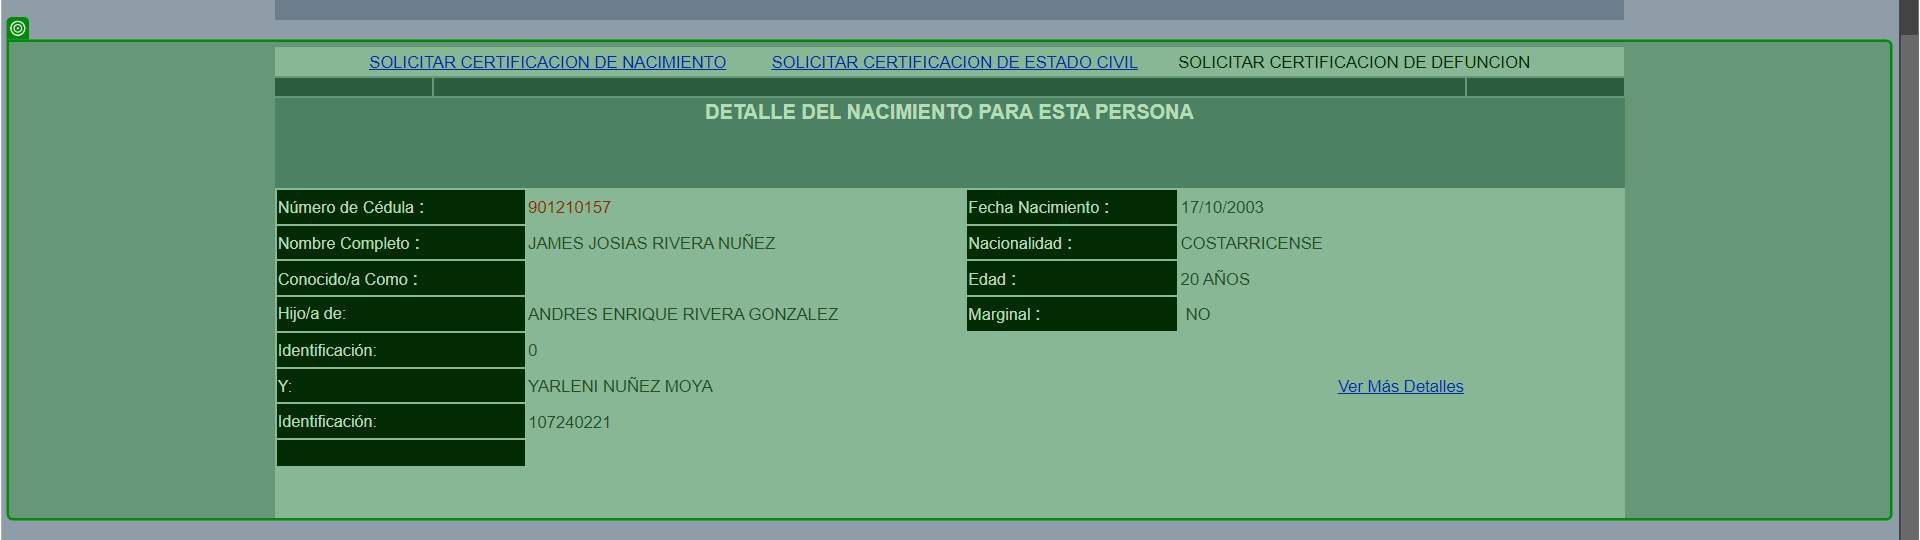 SOLICITAR CERTIFICACION DE NACIMIENTO SOLICITAR CERTIFICACION DE ESTADO CIVIL SOLICITAR CERTIFICACION DE DEFUNCION
DETALLE DEL NACIMIENTO PARA ESTA PERSONA
Número de Cédula : 901210157 Fecha Nacimiento : 17/10/2003
Nombre Completo : JAMES JOSIAS RIVERA NUÑEZ Nacionalidad : COSTARRICENSE
Conocido/a Como : Edad : 20 AÑOS
Hijo/a de: ANDRES ENRIQUE RIVERA GONZALEZ Marginal : NO
Identificación: 0
Y: YARLENI NUÑEZ MOYA Ver Más Detalles
Identificación: 107240221